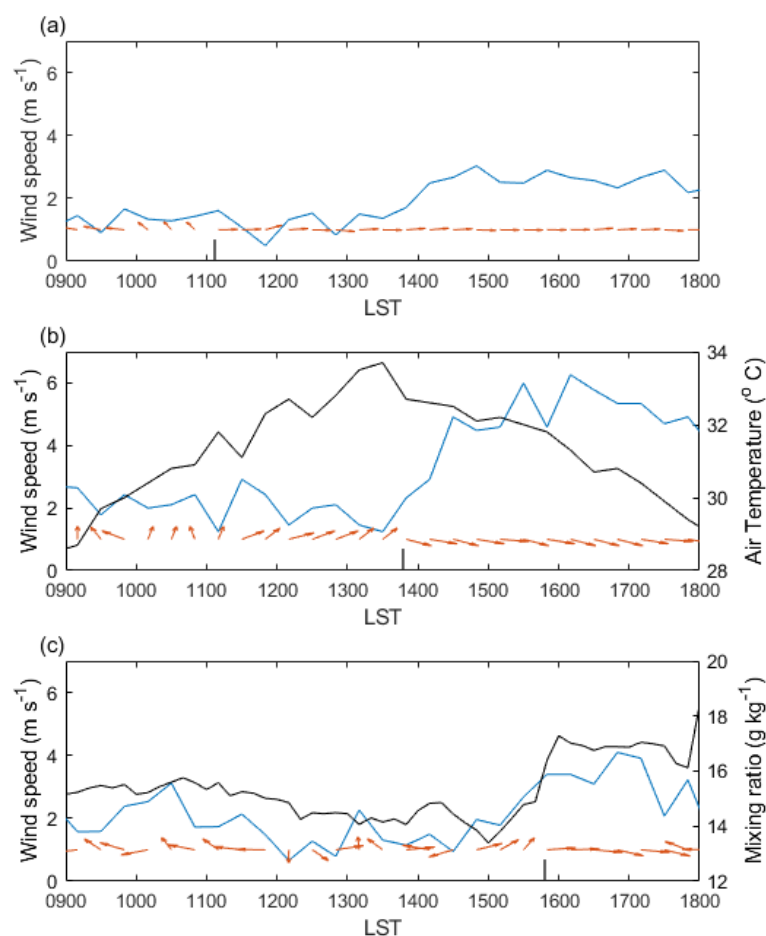 (a)
Wind speed (m s⁻¹)
6
4
2
0
0900 1000 1100 1200 1300 1400 1500 1600 1700 1800
LST
(b)
Wind speed (m s⁻¹)
6
4
2
0
34
32
30
28
Air Temperature (° C)
0900 1000 1100 1200 1300 1400 1500 1600 1700 1800
LST
(c)
Wind speed (m s⁻¹)
6
4
2
0
20
18
16
14
12
Mixing ratio (g kg⁻¹)
0900 1000 1100 1200 1300 1400 1500 1600 1700 1800
LST